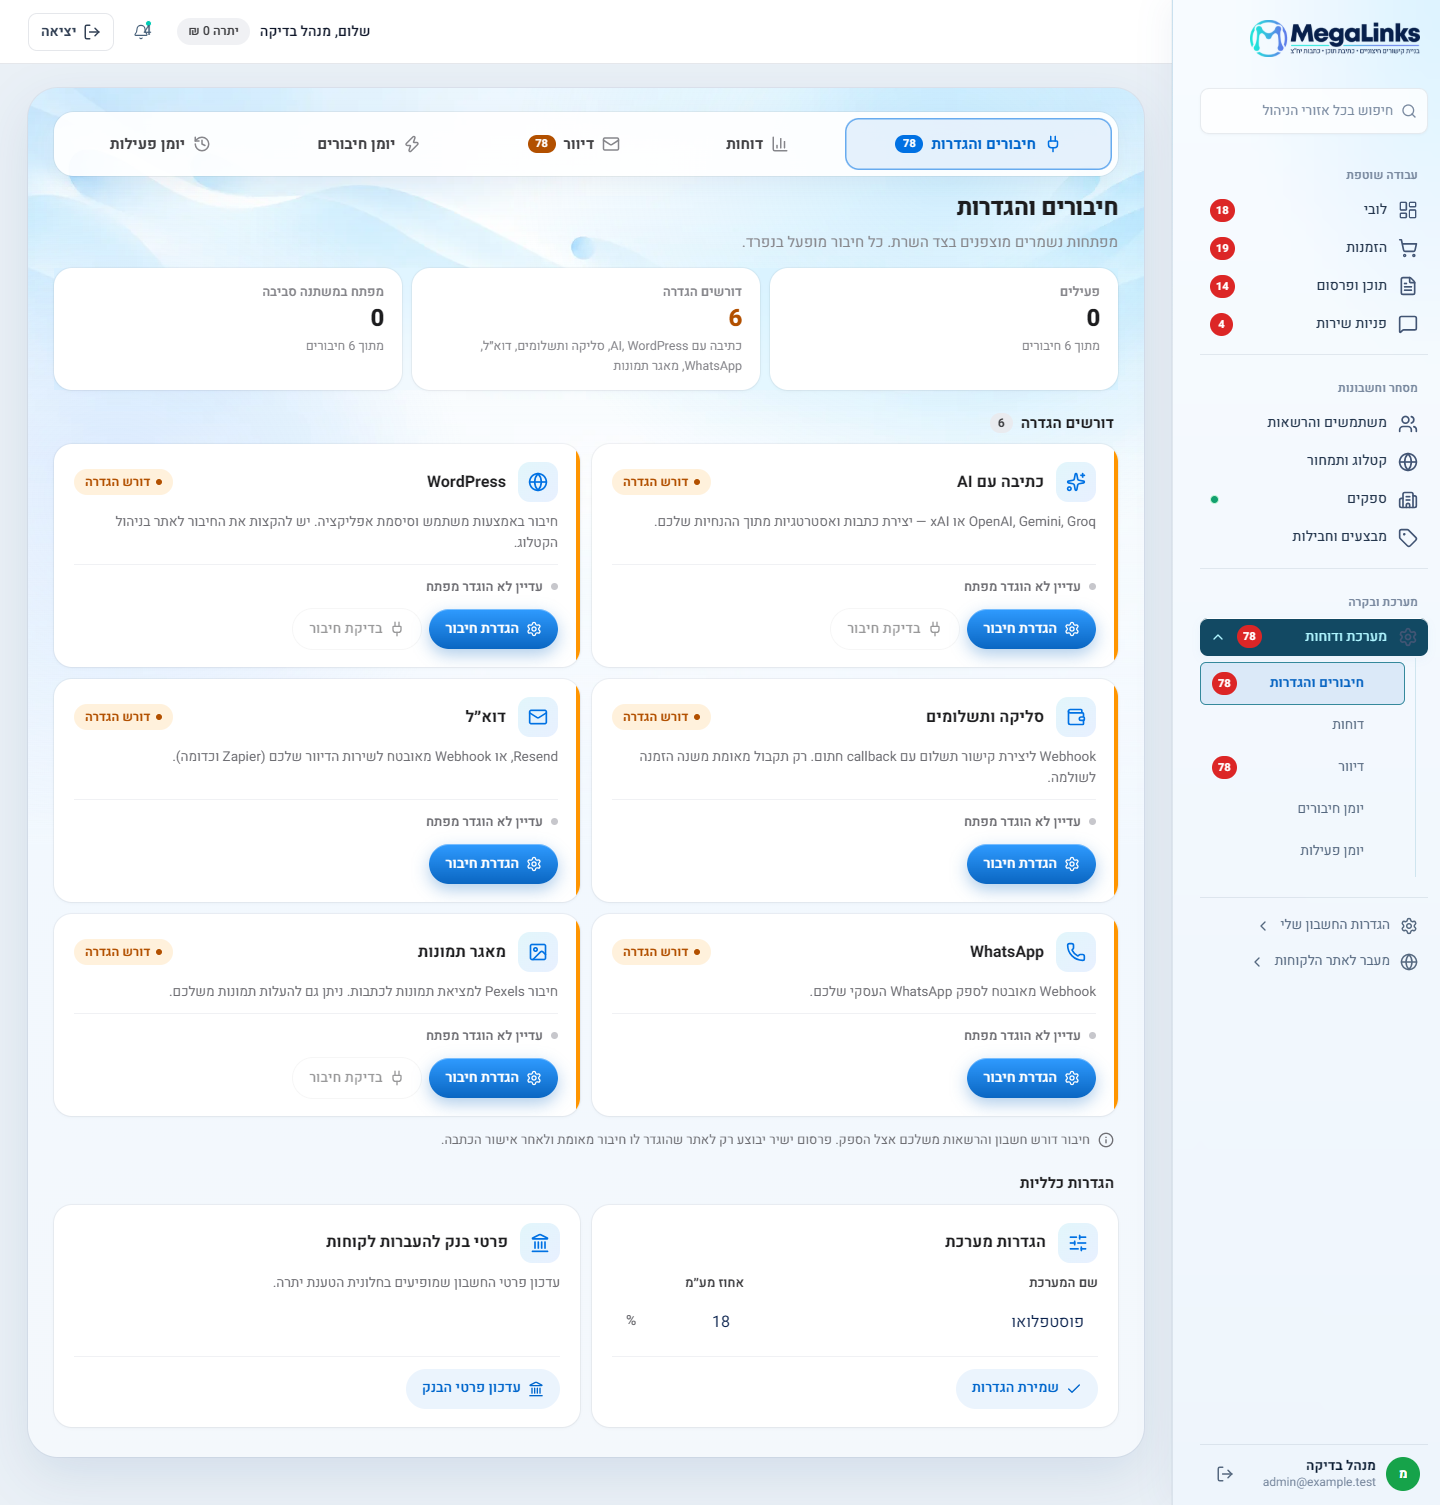 MegaLinks
בניית קישורים חיצוניים • כתיבת תוכן • כתבות יח"צ
חיפוש בכל אזורי הניהול
עבודה שוטפת
לובי 18
הזמנות 19
תוכן ופרסום 14
פניות שירות 4
מסחר וחשבונות
משתמשים והרשאות
קטלוג ותמחור
ספקים
מבצעים וחבילות
מערכת ובקרה
מערכת ודוחות 78
חיבורים והגדרות 78
דוחות
דיוור 78
יומן חיבורים
יומן פעילות
הגדרות החשבון שלי
מעבר לאתר הלקוחות
מ
מנהל בדיקה
admin@example.test
שלום, מנהל בדיקה
יתרה 0 ₪
4
יציאה
חיבורים והגדרות 78
דוחות
דיוור 78
יומן חיבורים
יומן פעילות
חיבורים והגדרות
מפתחות נשמרים מוצפנים בצד השרת. כל חיבור מופעל בנפרד.
פעילים
0
מתוך 6 חיבורים
דורשים הגדרה
6
כתיבה עם AI, WordPress, סליקה ותשלומים, דוא״ל,
WhatsApp, מאגר תמונות
מפתח במשתנה סביבה
0
מתוך 6 חיבורים
דורשים הגדרה 6
כתיבה עם AI
דורש הגדרה
OpenAI, Gemini, Groq או xAI — יצירת כתבות ואסטרטגיות מתוך ההנחיות שלכם.
עדיין לא הוגדר מפתח
הגדרת חיבור
בדיקת חיבור
WordPress
דורש הגדרה
חיבור באמצעות משתמש וסיסמת אפליקציה. יש להקצות את החיבור לאתר בניהול
הקטלוג.
עדיין לא הוגדר מפתח
הגדרת חיבור
בדיקת חיבור
סליקה ותשלומים
דורש הגדרה
Webhook ליצירת קישור תשלום עם callback חתום. רק תקבול מאומת משנה הזמנה
לשולמה.
עדיין לא הוגדר מפתח
הגדרת חיבור
דוא״ל
דורש הגדרה
Resend, או Webhook מאובטח לשירות הדיוור שלכם (Zapier וכדומה).
עדיין לא הוגדר מפתח
הגדרת חיבור
WhatsApp
דורש הגדרה
Webhook מאובטח לספק WhatsApp העסקי שלכם.
עדיין לא הוגדר מפתח
הגדרת חיבור
מאגר תמונות
דורש הגדרה
חיבור Pexels למציאת תמונות לכתבות. ניתן גם להעלות תמונות משלכם.
עדיין לא הוגדר מפתח
הגדרת חיבור
בדיקת חיבור
חיבור דורש חשבון והרשאות משלכם אצל הספק. פרסום ישיר יבוצע רק לאתר שהוגדר לו חיבור מאומת ולאחר אישור הכתבה.
הגדרות כלליות
הגדרות מערכת
שם המערכת
פוסטפלואו
אחוז מע״מ
18 %
שמירת הגדרות
פרטי בנק להעברות לקוחות
עדכון פרטי החשבון שמופיעים בחלונית הטענת יתרה.
עדכון פרטי הבנק